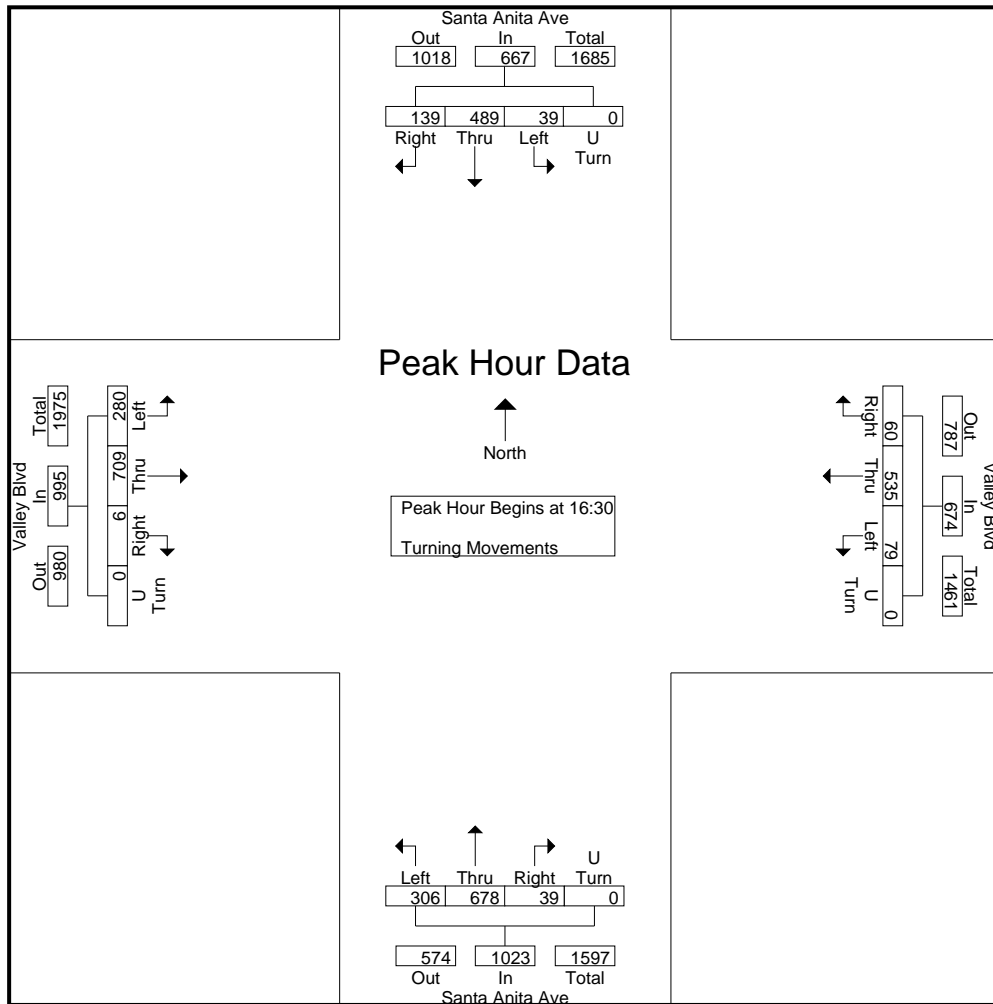 Santa Anita Ave
Out In Total
1018 667 1685
139 489 39 0
Right Thru Left U
Turn
Peak Hour Data
North
Peak Hour Begins at 16:30
Turning Movements
Valley Blvd
Out In Total
980 995 1975
Left Thru Right U
Turn
280 709 6 0
Valley Blvd
Out In Total
787 674 1461
60 535 79 0
Right Thru Left U
Turn
U
Left Thru Right Turn
306 678 39 0
574 1023 1597
Out In Total
Santa Anita Ave